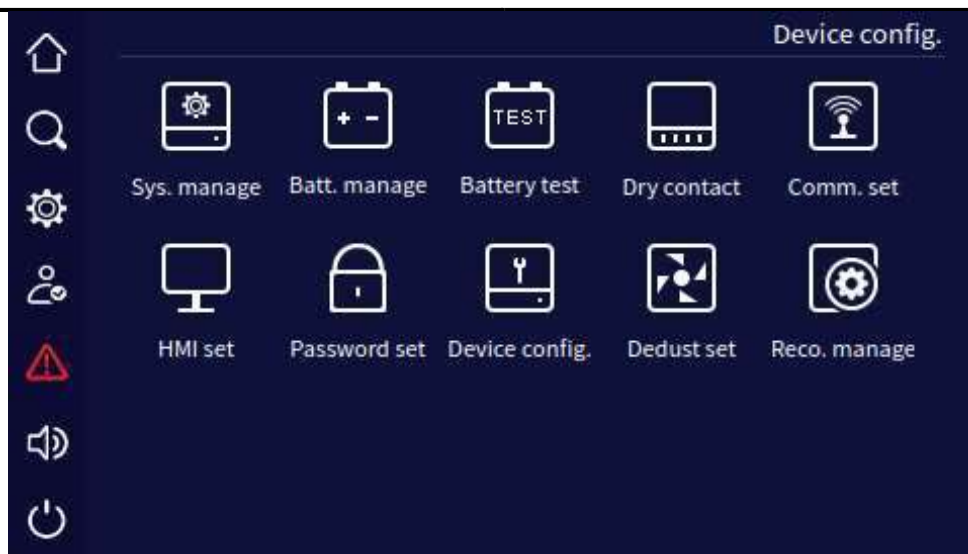 Device config.
TEST
Sys. manage Batt. manage Battery test Dry contact Comm. set
HMI set Password set Device config. Dedust set Reco. manage